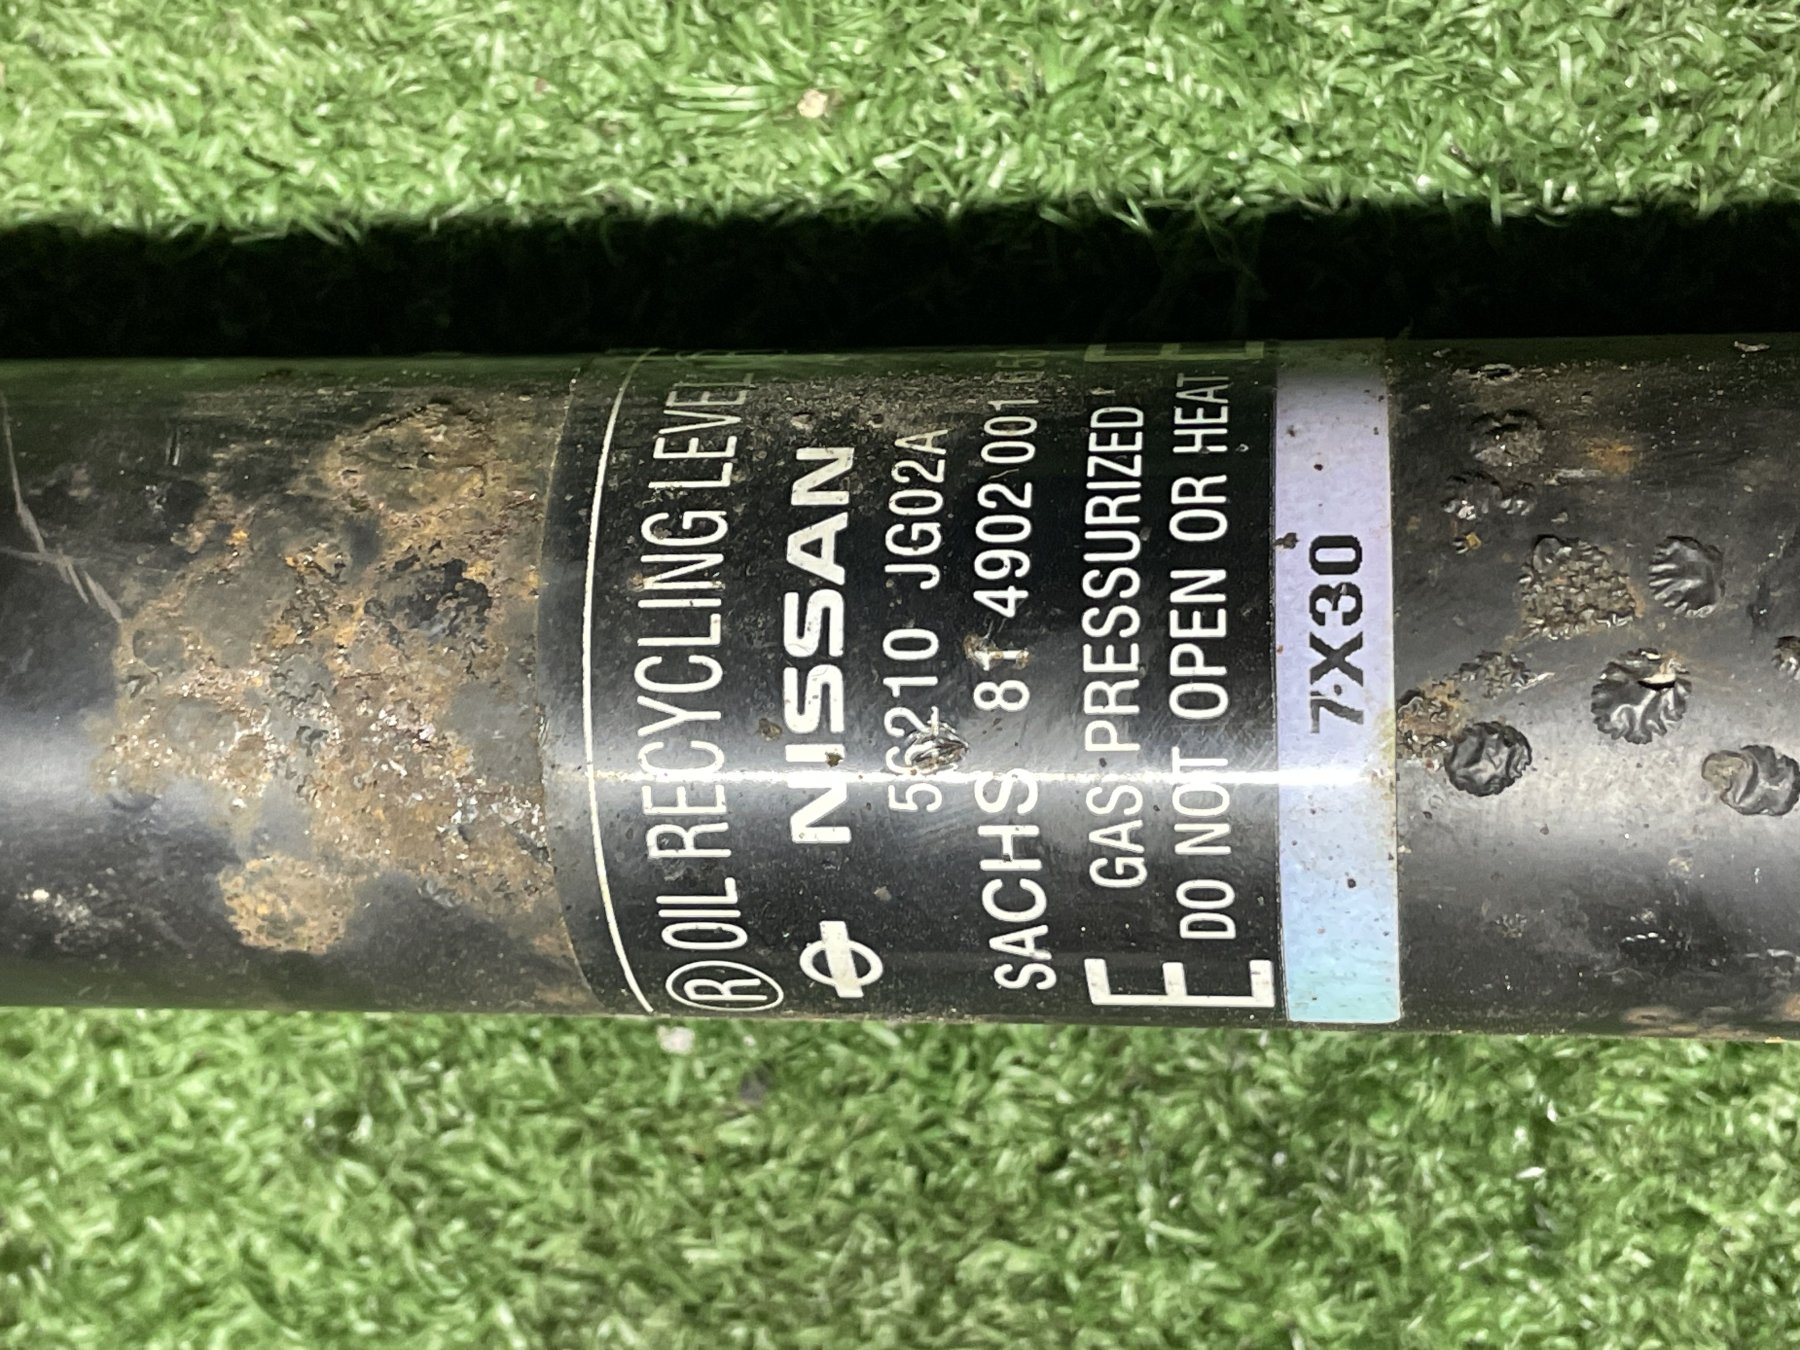 Ⓡ OIL RECYCLING LEVEL
NISSAN
56210 JG02A
SACHS 81 4902 001
E GAS PRESSURIZED
DO NOT OPEN OR HEAT
7X30